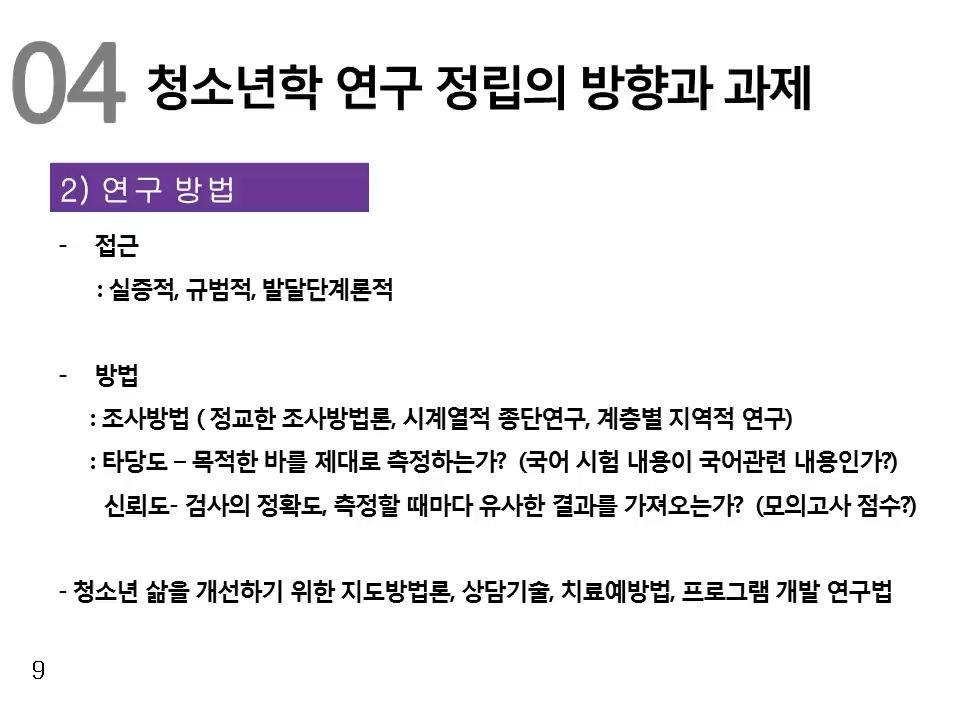 04 청소년학 연구 정립의 방향과 과제
2) 연구 방법
- 접근
: 실증적, 규범적, 발달단계론적
- 방법
: 조사방법 ( 정교한 조사방법론, 시계열적 종단연구, 계층별 지역적 연구)
: 타당도 – 목적한 바를 제대로 측정하는가? (국어 시험 내용이 국어관련 내용인가?)
신뢰도- 검사의 정확도, 측정할 때마다 유사한 결과를 가져오는가? (모의고사 점수?)
- 청소년 삶을 개선하기 위한 지도방법론, 상담기술, 치료예방법, 프로그램 개발 연구법
9